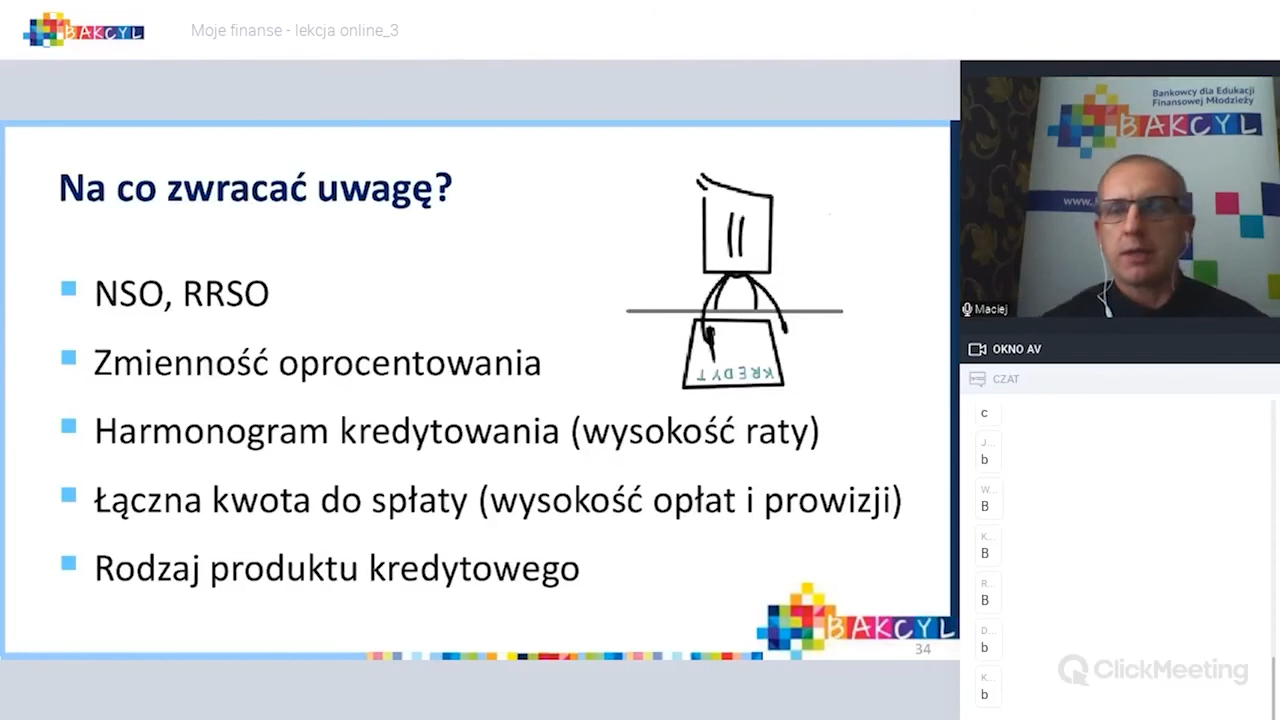 BAKCYL
Moje finanse - lekcja online_3
Na co zwracać uwagę?
NSO, RRSO
Zmienność oprocentowania
Harmonogram kredytowania (wysokość raty)
Łączna kwota do spłaty (wysokość opłat i prowizji)
Rodzaj produktu kredytowego
KREDYT
BAKCYL
34
Bankowcy dla Edukacji
Finansowej Młodzieży
BAKCYL
www.
Maciej
OKNO AV
CZAT
c
J...
b
W...
B
K...
B
R...
B
D...
b
K...
b
ClickMeeting